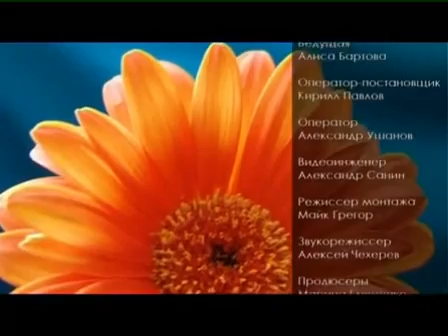 Ведущая
Алиса Бартова
Оператор-постановщик
Кирилл Павлов
Оператор
Александр Ушанов
Видеоинженер
Александр Санин
Режиссер монтажа
Майк Грегор
Звукорежиссер
Алексей Чехерев
Продюсеры